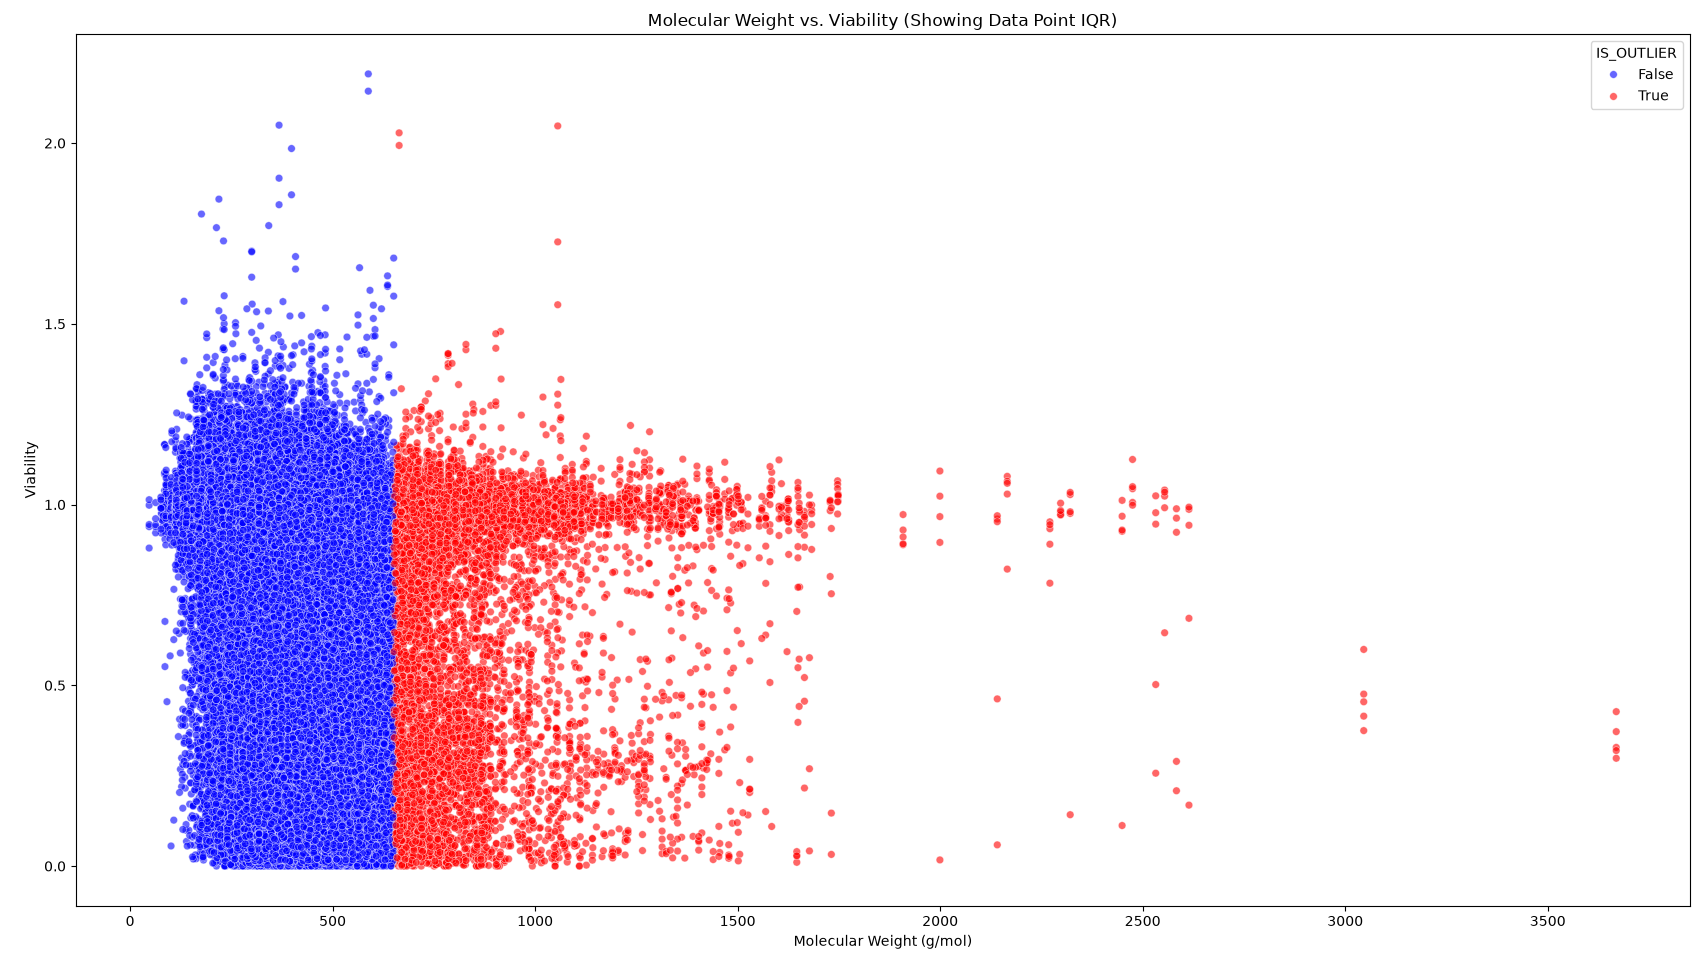 Molecular Weight vs. Viability (Showing Data Point IQR)
IS_OUTLIER
False
True
Viability
2.0
1.5
1.0
0.5
0.0
0
500
1000
1500
2000
2500
3000
3500
Molecular Weight (g/mol)